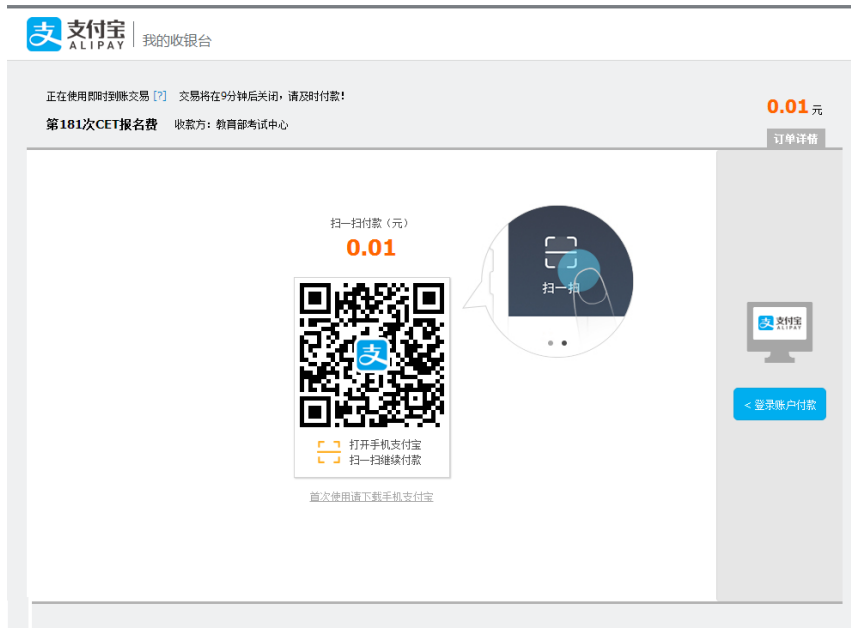 支付宝 我的收银台
ALIPAY
正在使用即时到账交易 [?] 交易将在9分钟后关闭，请及时付款！
0.01 元
第181次CET报名费 收款方：教育部考试中心
订单详情
扫一扫付款（元）
0.01
扫一扫
支付宝
ALIPAY
< 登录账户付款
打开手机支付宝
扫一扫继续付款
首次使用请下载手机支付宝